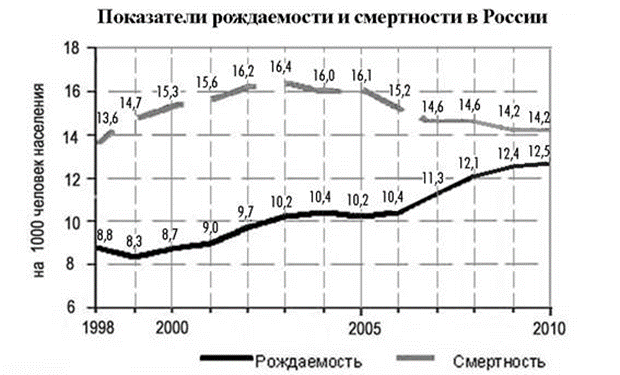 Показатели рождаемости и смертности в России
на 1000 человек населения
18
16
14
12
10
8
6
13,6 14,7 15,3 15,6 16,2 16,4 16,0 16,1 15,2 14,6 14,6 14,2 14,2
8,8 8,3 8,7 9,0 9,7 10,2 10,4 10,2 10,4 11,3 12,1 12,4 12,5
1998 2000 2005 2010
Рождаемость Смертность